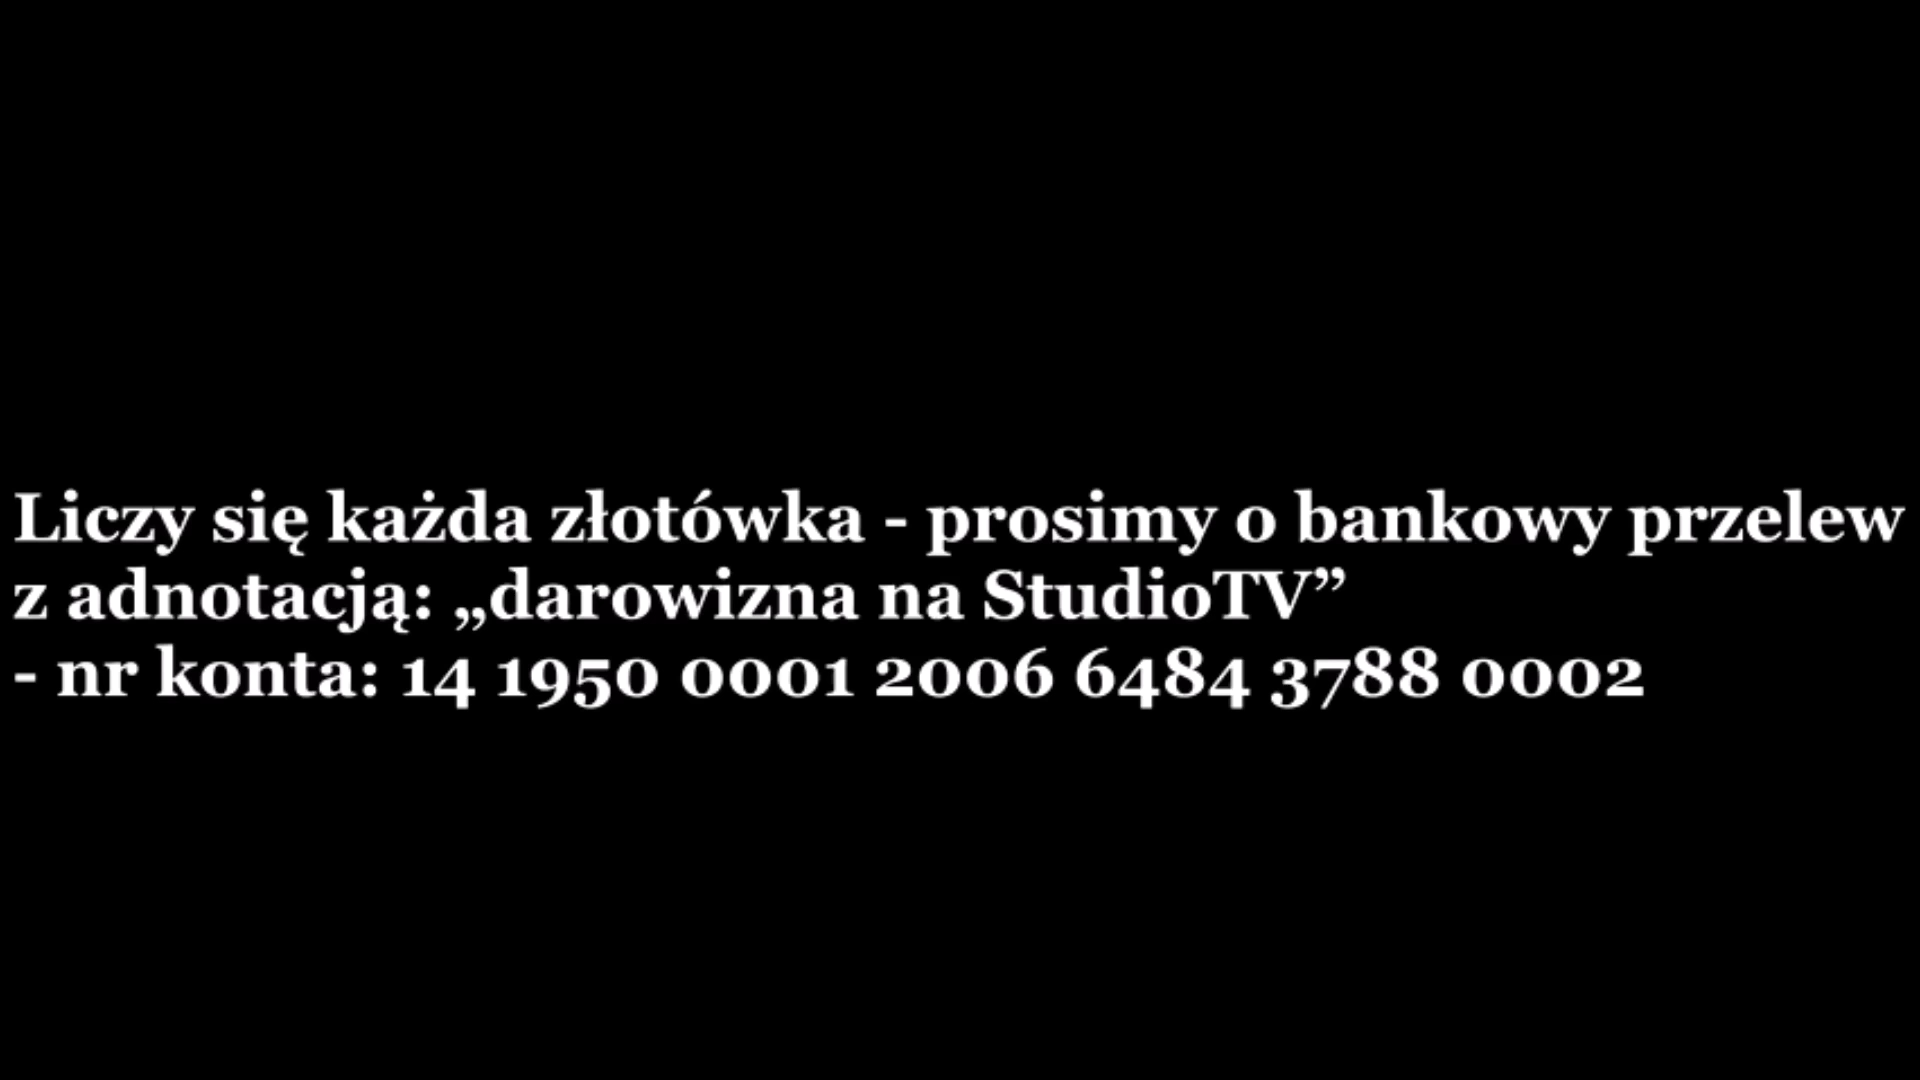 Liczy się każda złotówka - prosimy o bankowy przelew
z adnotacją: „darowizna na StudioTV”
- nr konta: 14 1950 0001 2006 6484 3788 0002